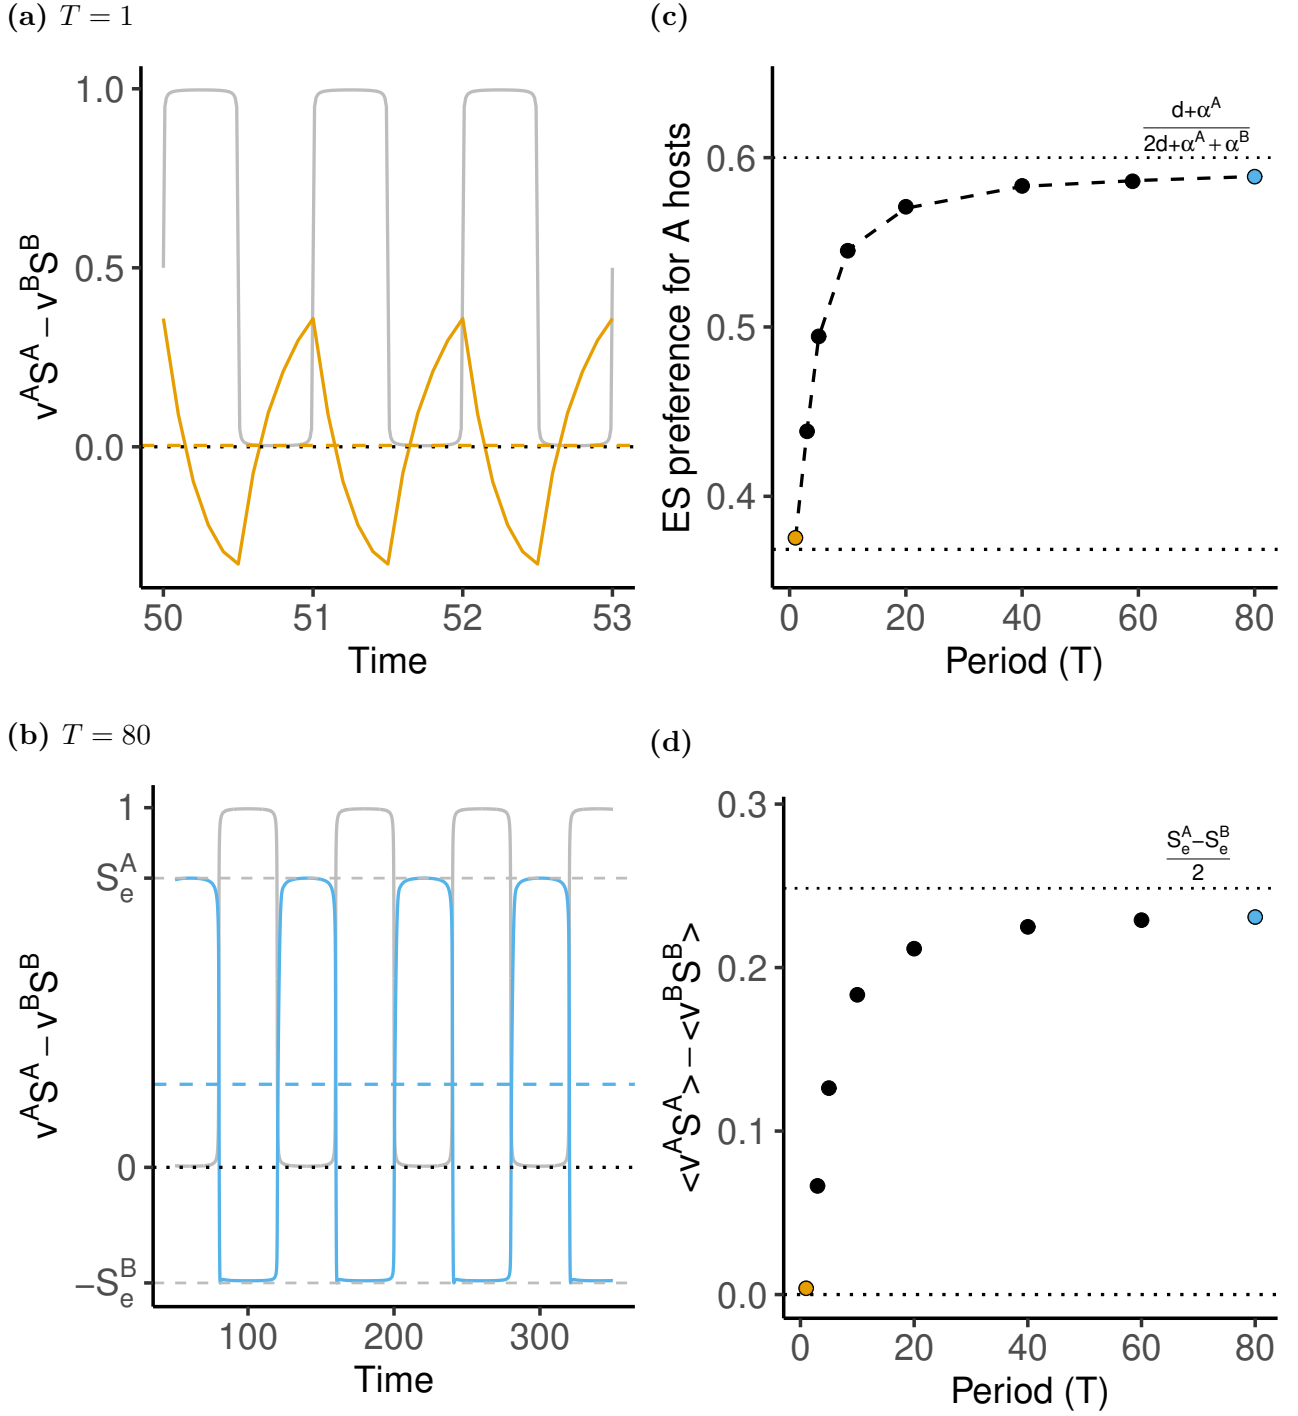 (a) T = 1
1.0
0.5
0.0
v^A S^A − v^B S^B
50 51 52 53
Time
(c)
d+α^A
2d+α^A+α^B
0.6
0.5
0.4
ES preference for A hosts
0 20 40 60 80
Period (T)
(b) T = 80
1
S_e^A
0
−S_e^B
v^A S^A − v^B S^B
100 200 300
Time
(d)
S_e^A−S_e^B
2
0.3
0.2
0.1
0.0
<v^A S^A> − <v^B S^B>
0 20 40 60 80
Period (T)